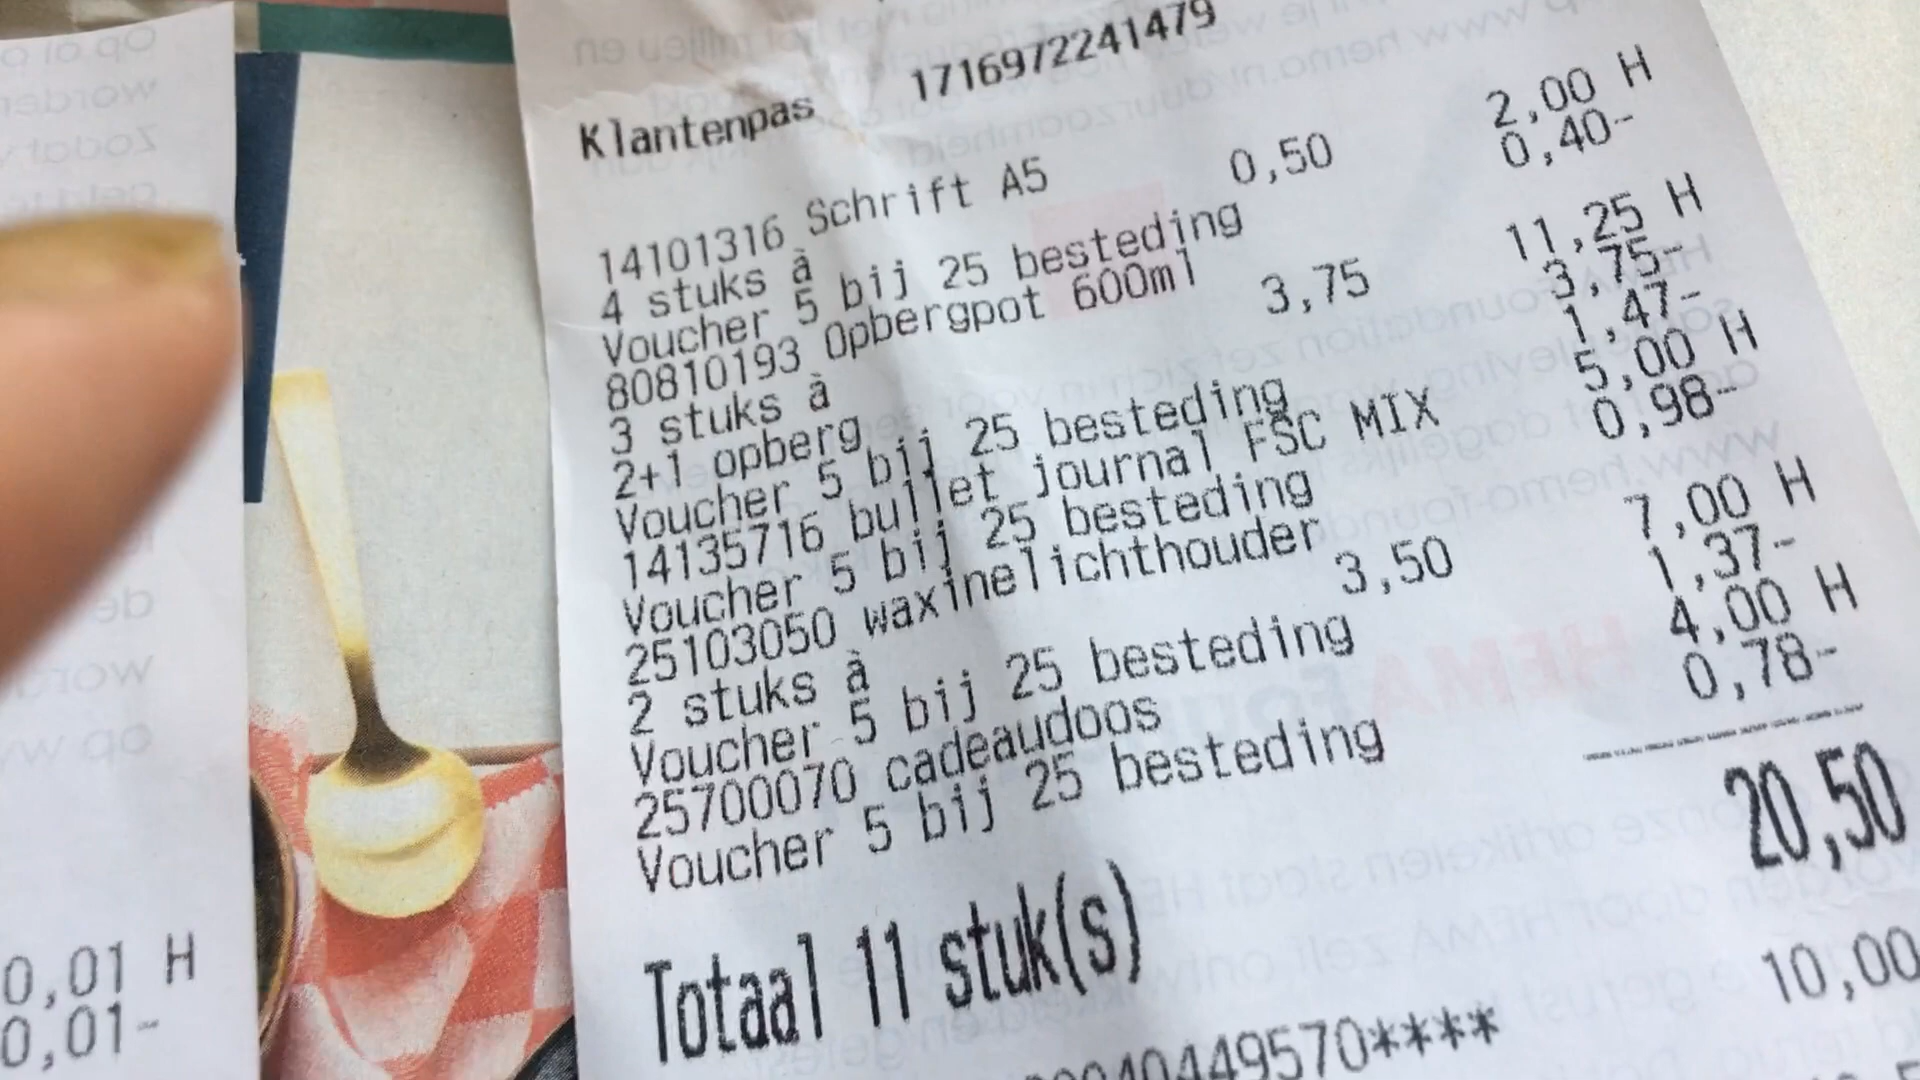 Klantenpas 1716972241479
14101316 Schrift A5
4 stuks à 0,50 2,00 H
Voucher 5 bij 25 besteding 0,40-
80810193 Opbergpot 600ml
3 stuks à 3,75 11,25 H
2+1 opberg 3,75-
Voucher 5 bij 25 besteding 1,47-
14135716 bullet journal FSC MIX 5,00 H
Voucher 5 bij 25 besteding 0,98-
25103050 waxinelichthouder
2 stuks à 3,50 7,00 H
Voucher 5 bij 25 besteding 1,37-
25700070 cadeaudoos 4,00 H
Voucher 5 bij 25 besteding 0,78-
Totaal 11 stuk(s) 20,50
10,00
0,01 H
0,01-